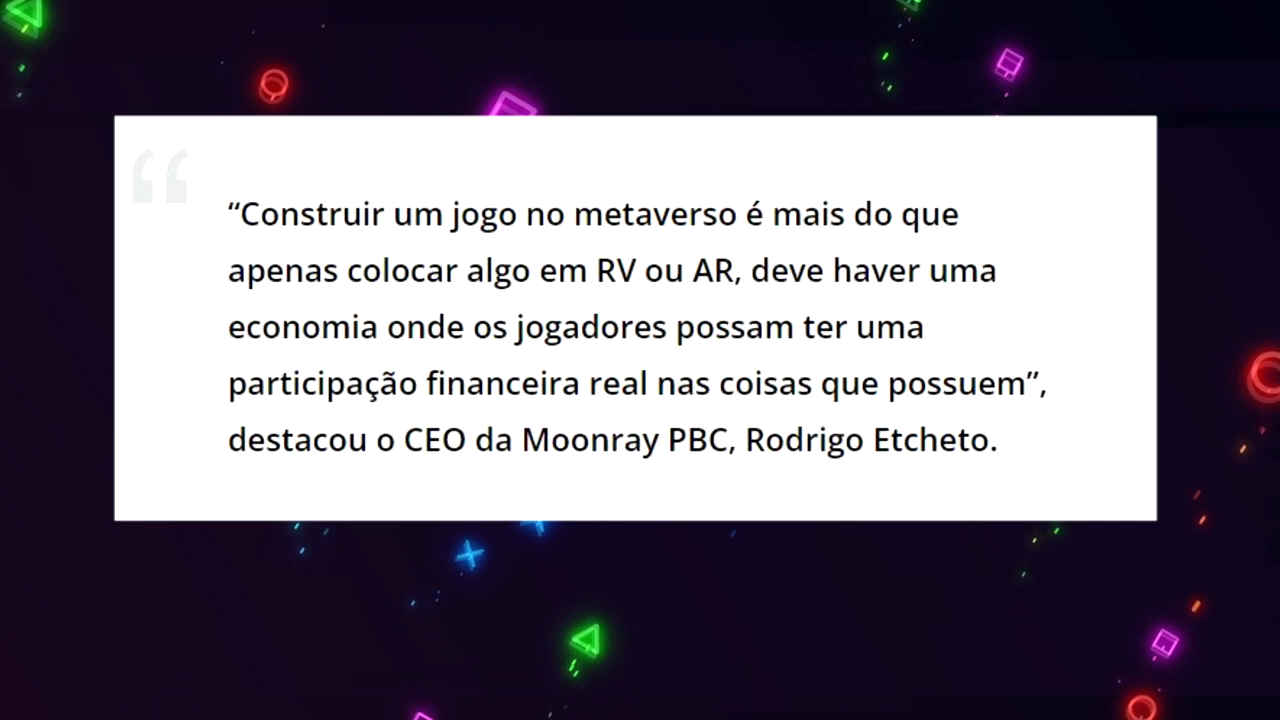 “Construir um jogo no metaverso é mais do que
apenas colocar algo em RV ou AR, deve haver uma
economia onde os jogadores possam ter uma
participação financeira real nas coisas que possuem”,
destacou o CEO da Moonray PBC, Rodrigo Etcheto.